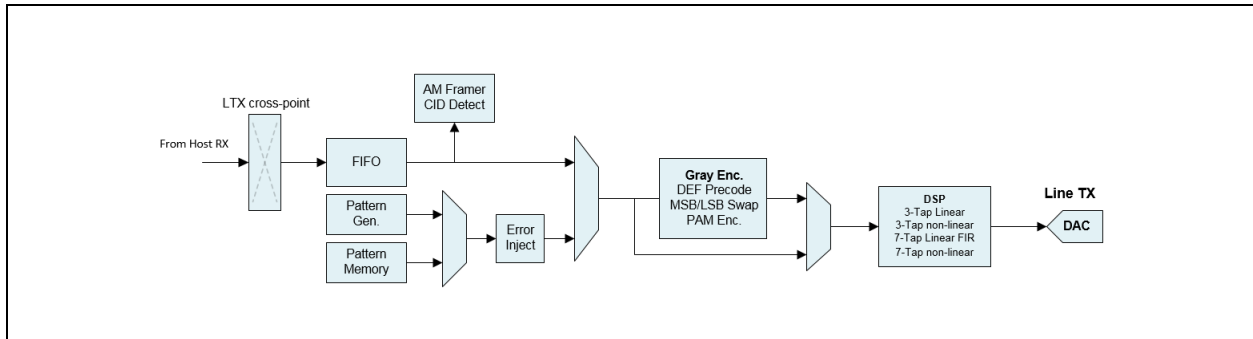 LTX cross-point
From Host RX
AM Framer
CID Detect
FIFO
Pattern
Gen.
Pattern
Memory
Error
Inject
Gray Enc.
DEF Precode
MSB/LSB Swap
PAM Enc.
DSP
3-Tap Linear
3-Tap non-linear
7-Tap Linear FIR
7-Tap non-linear
Line TX
DAC